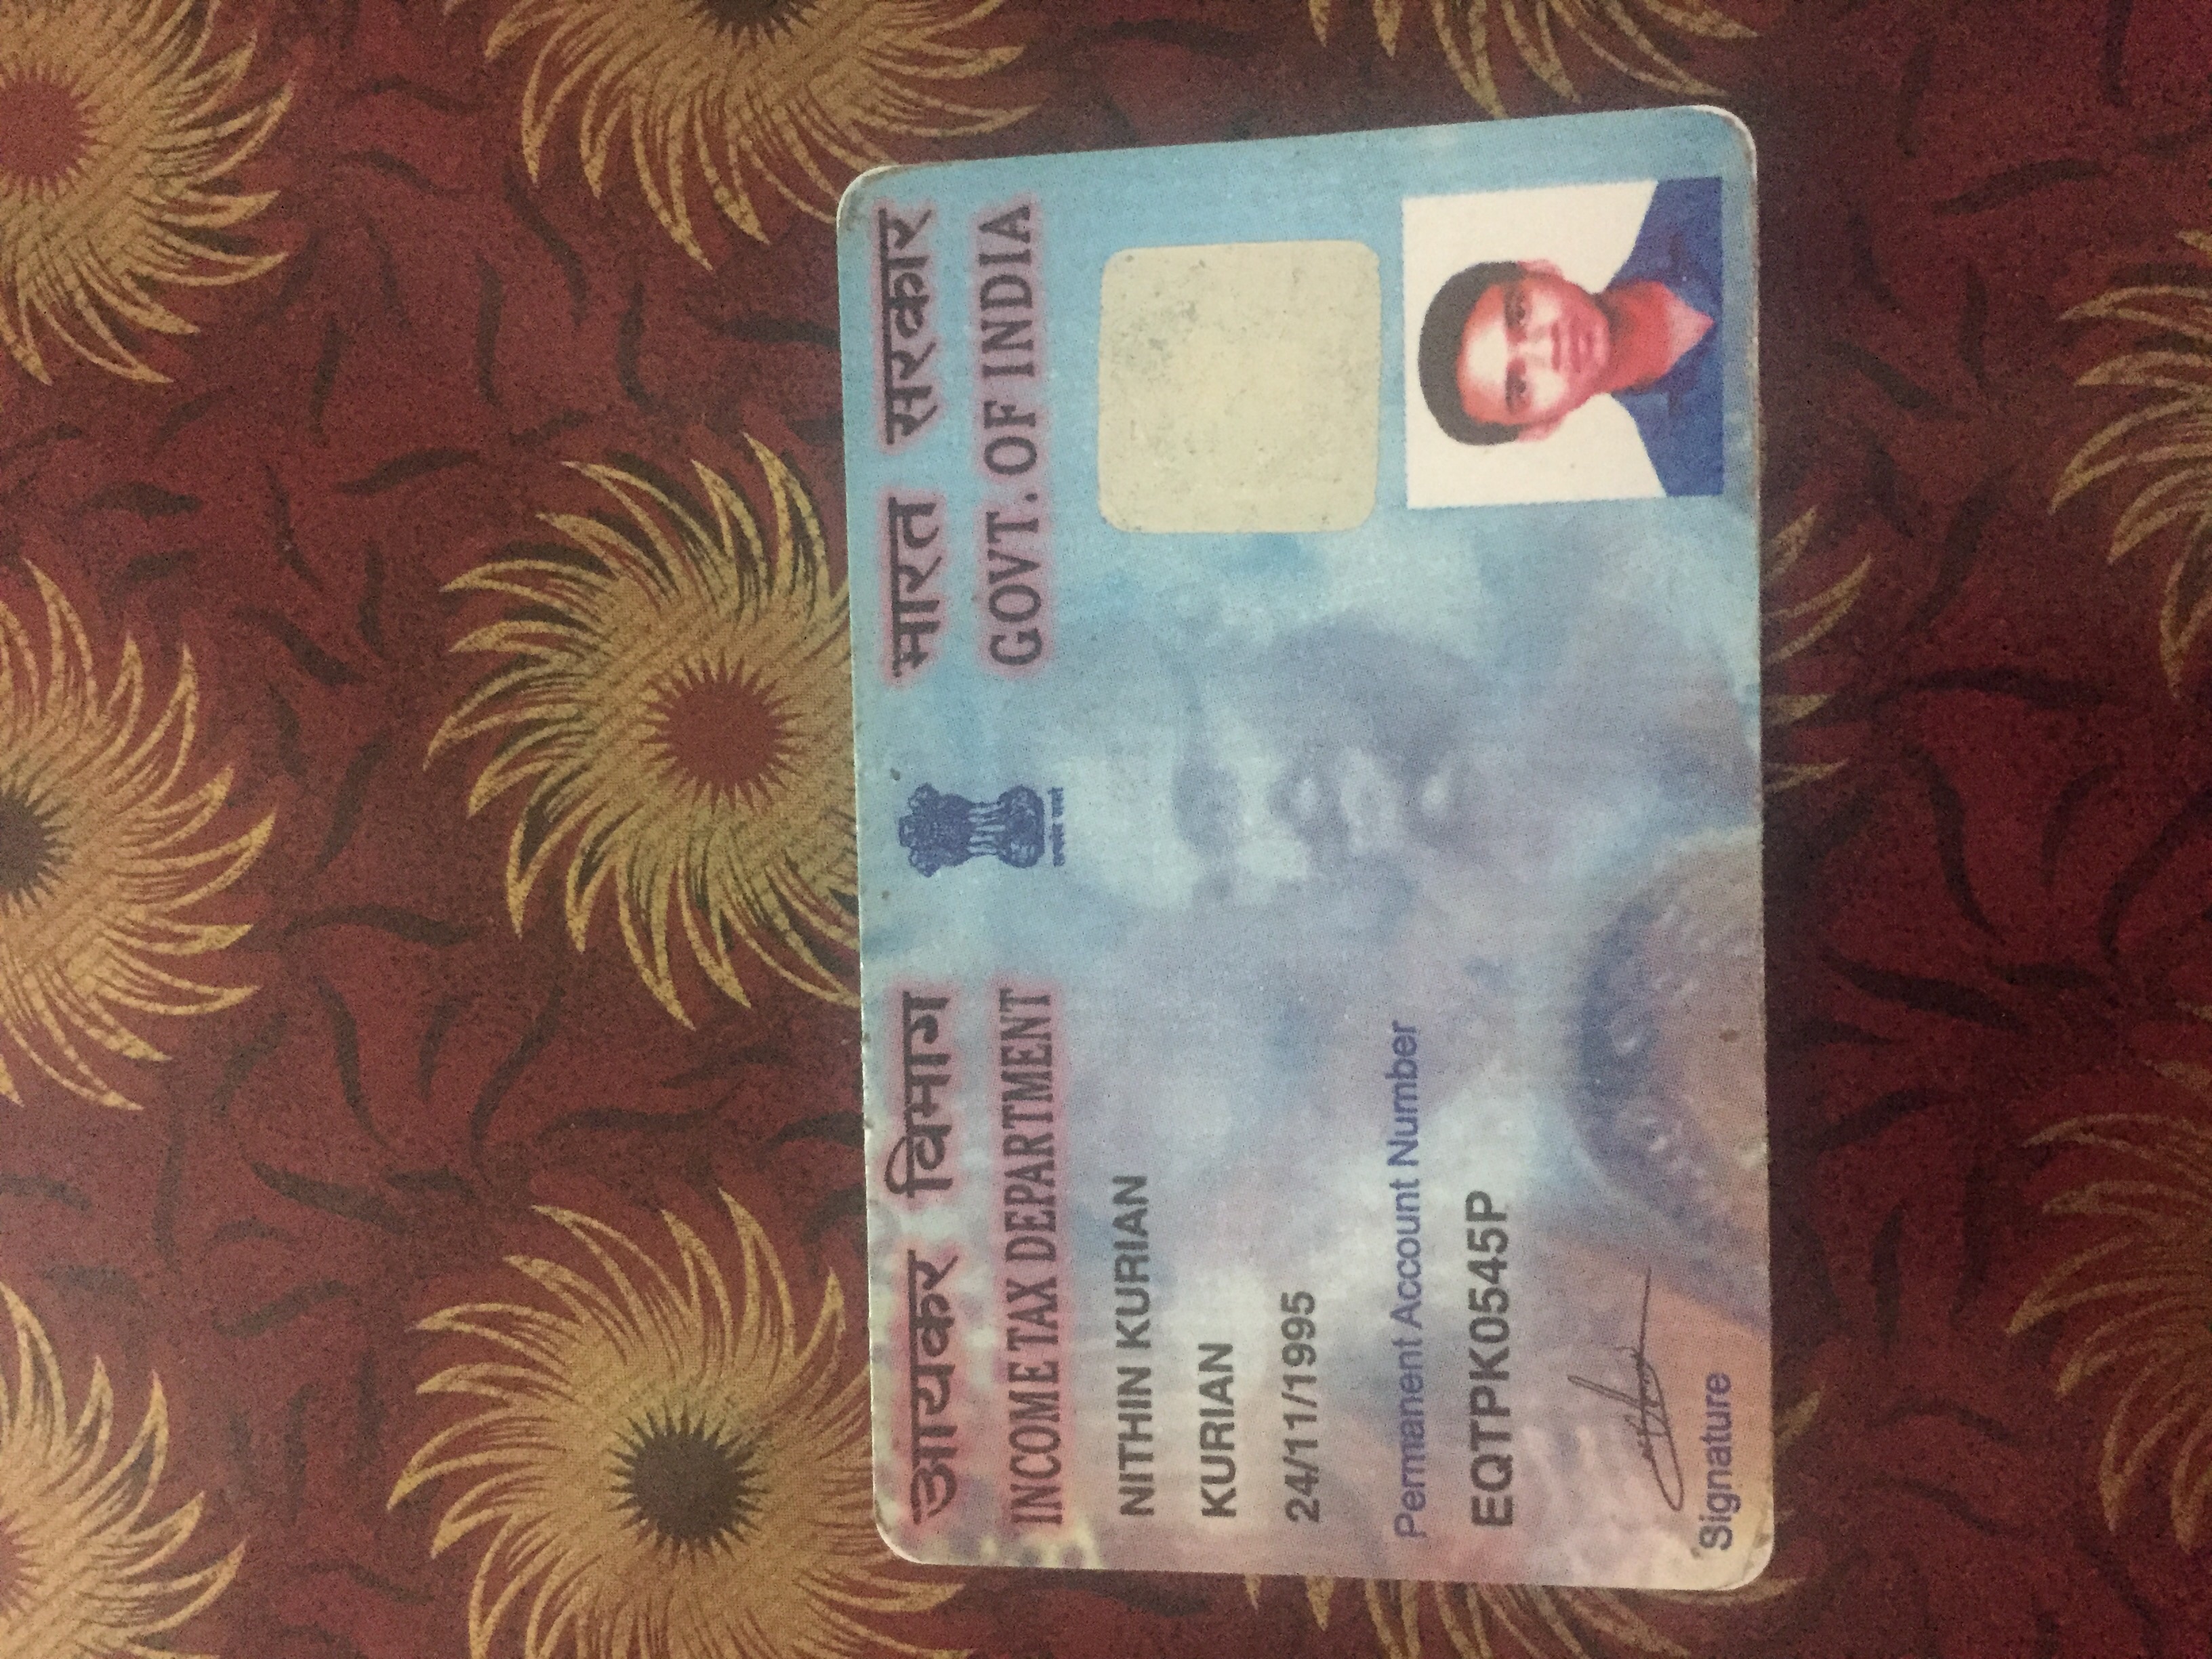 आयकर विभाग
INCOME TAX DEPARTMENT
भारत सरकार
GOVT. OF INDIA
सत्यमेव जयते
NITHIN KURIAN
KURIAN
24/11/1995
Permanent Account Number
EQTPK0545P
Signature